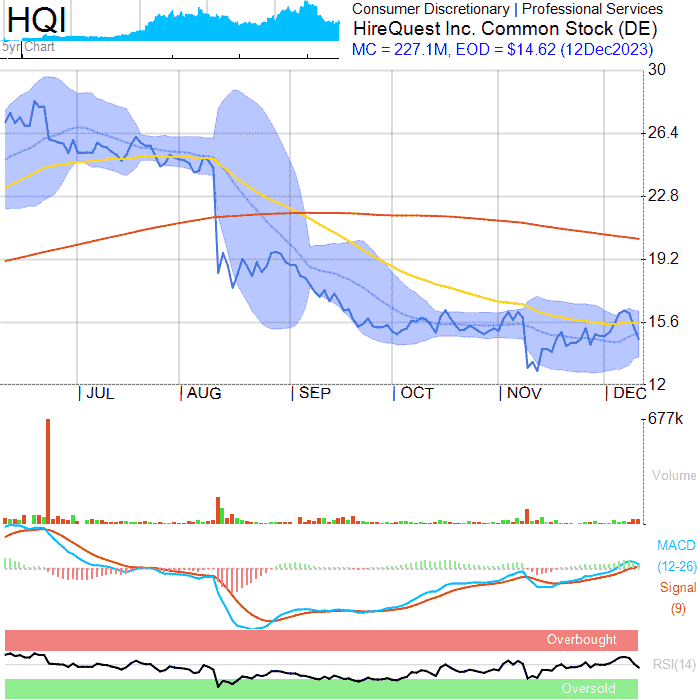 HQI
5yr Chart
Consumer Discretionary | Professional Services
HireQuest Inc. Common Stock (DE)
MC = 227.1M, EOD = $14.62 (12Dec2023)
30
26.4
22.8
19.2
15.6
12
JUL
AUG
SEP
OCT
NOV
DEC
677k
Volume
MACD
(12-26)
Signal
(9)
Overbought
RSI(14)
Oversold